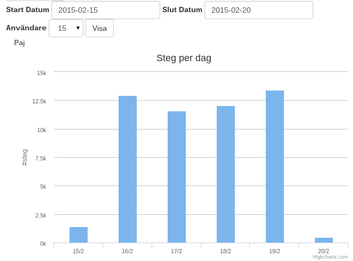 Start Datum 2015-02-15 Slut Datum 2015-02-20
Användare 15 Visa
Paj
Steg per dag
15k
12.5k
10k
7.5k
5k
2.5k
0k
#steg
15/2 16/2 17/2 18/2 19/2 20/2
Highcharts.com